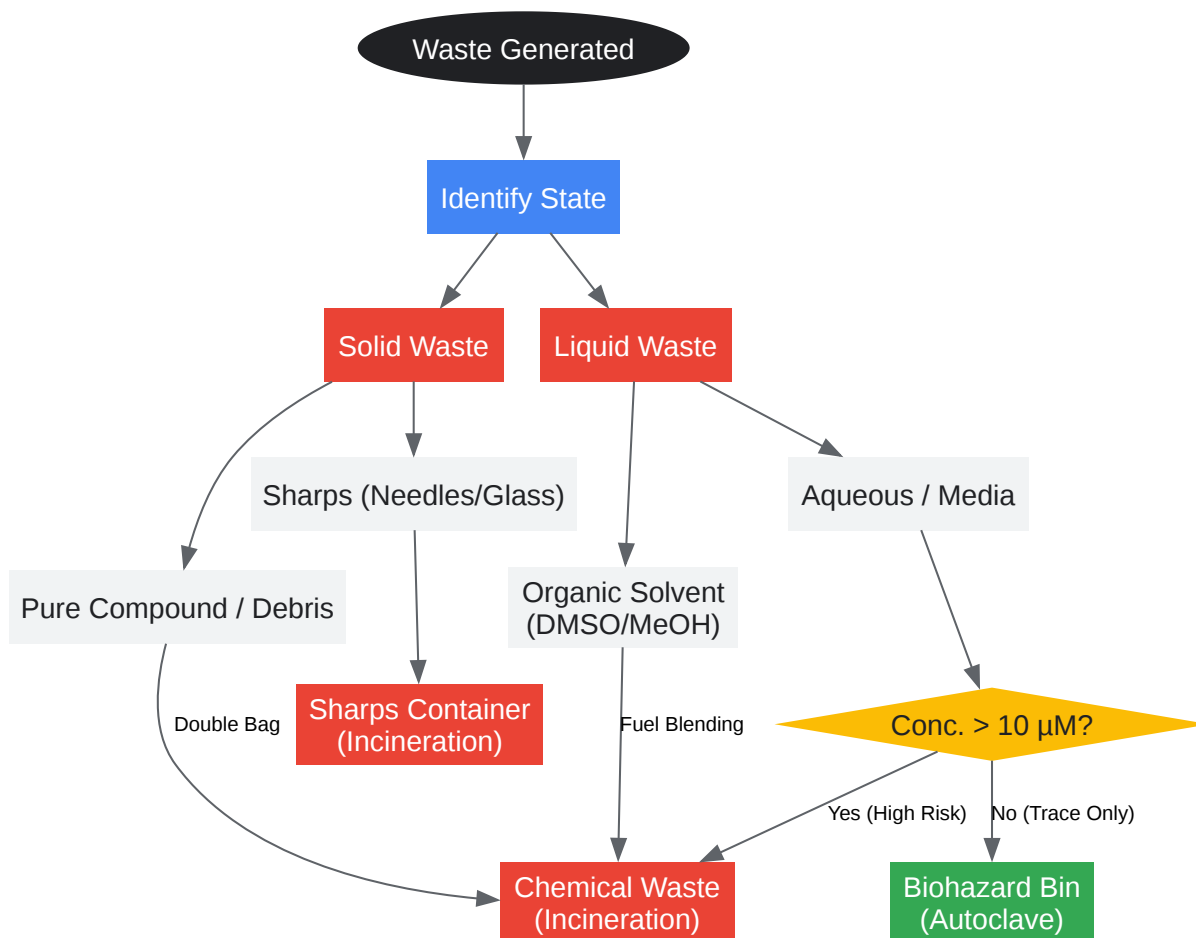 Waste Generated
Identify State
Solid Waste
Liquid Waste
Sharps (Needles/Glass)
Aqueous / Media
Pure Compound / Debris
Organic Solvent
(DMSO/MeOH)
Sharps Container
(Incineration)
Double Bag
Fuel Blending
Conc. > 10 µM?
Yes (High Risk)
No (Trace Only)
Chemical Waste
(Incineration)
Biohazard Bin
(Autoclave)